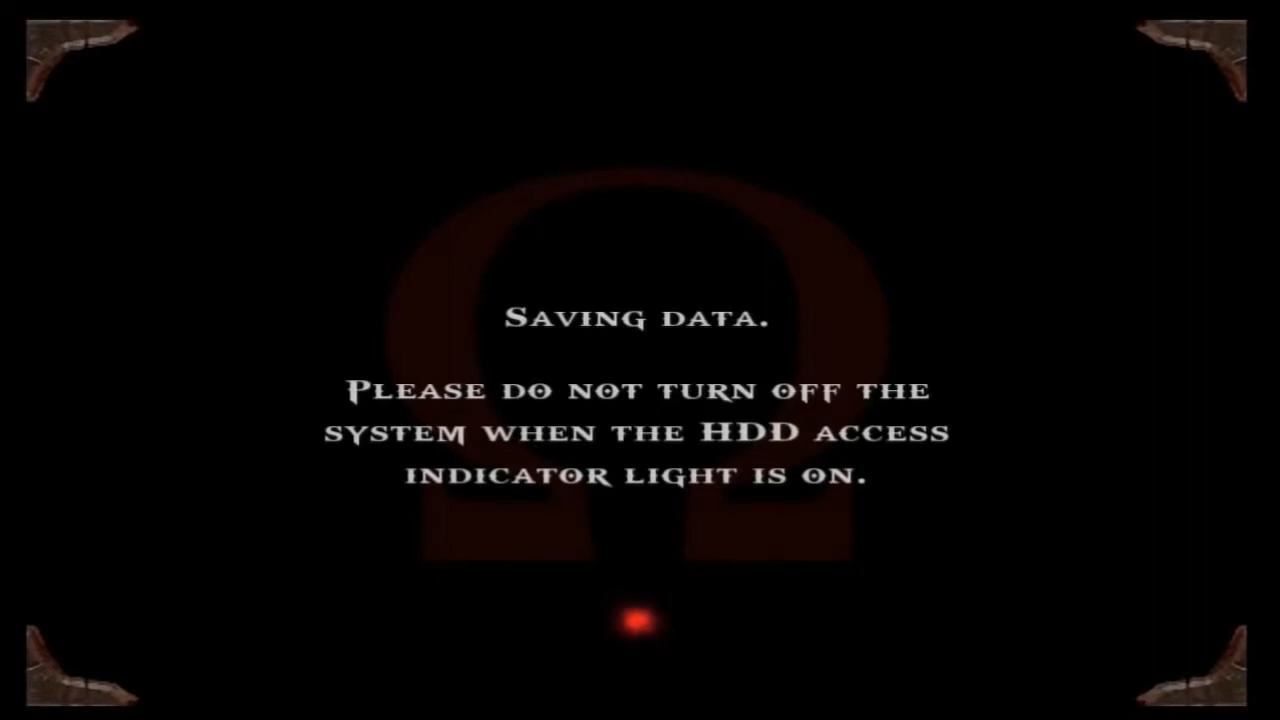 Saving data.
Please do not turn off the
system when the HDD access
indicator light is on.